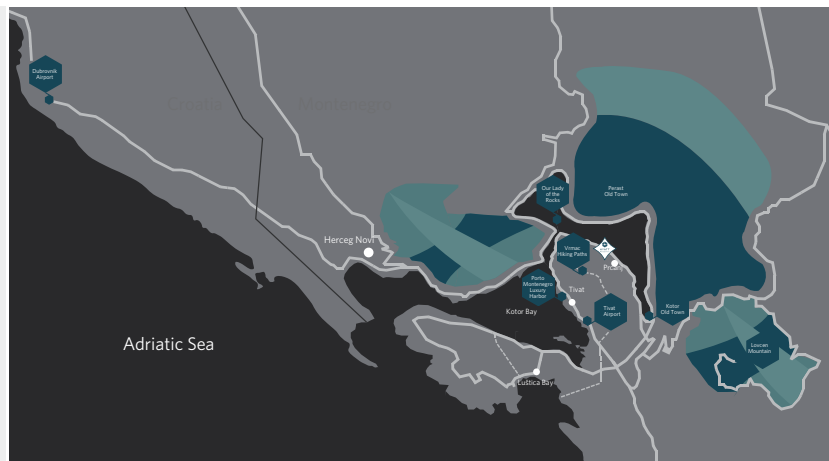 Dubrovnik
Airport
Croatia
Montenegro
Our Lady
of the
Rocks
Perast
Old Town
Herceg Novi
Vrmac
Hiking Paths
Prčanj
Porto
Montenegro
Luxury
Harbor
Tivat
Tivat
Airport
Kotor Bay
Kotor
Old Town
Adriatic Sea
Loucen
Mountain
Luštica Bay